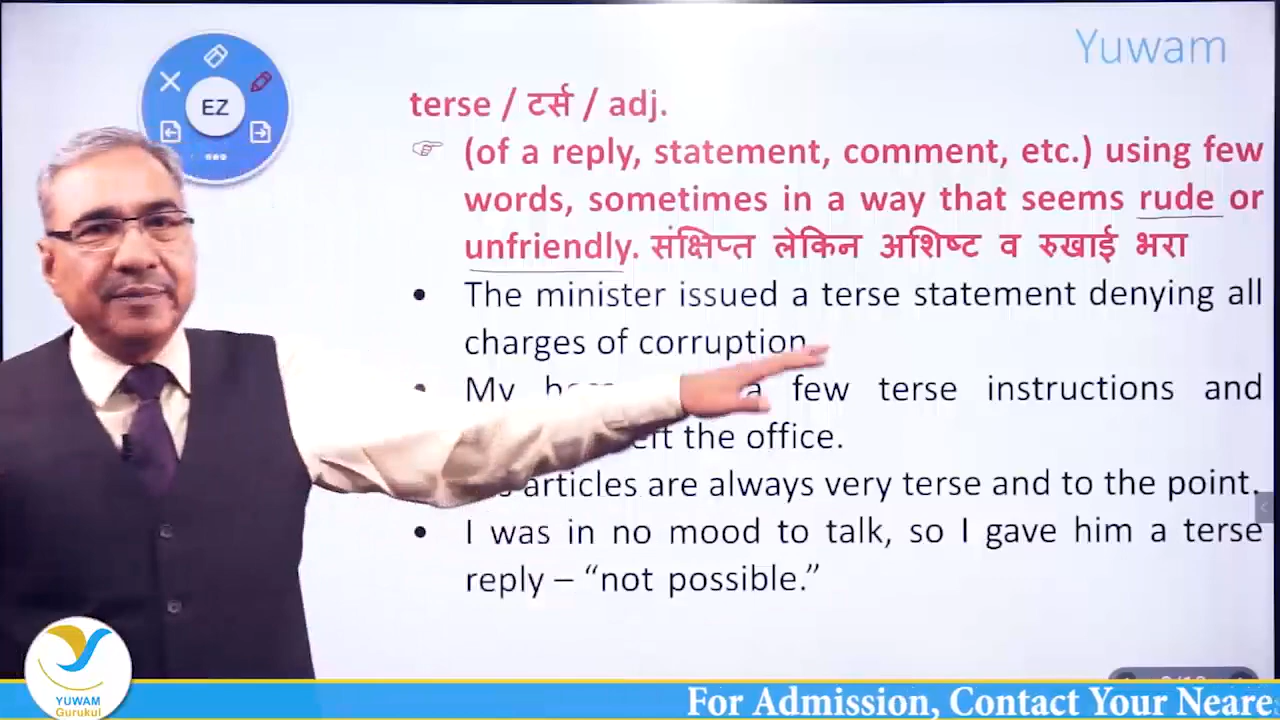 Yuwam
EZ
terse / टर्स / adj.
(of a reply, statement, comment, etc.) using few
words, sometimes in a way that seems rude or
unfriendly. संक्षिप्त लेकिन अशिष्ट व रुखाई भरा
• The minister issued a terse statement denying all
charges of corruption.
• My a few terse instructions and
the office.
articles are always very terse and to the point.
• I was in no mood to talk, so I gave him a terse
reply – “not possible.”
YUWAM
Gurukul
For Admission, Contact Your Neare